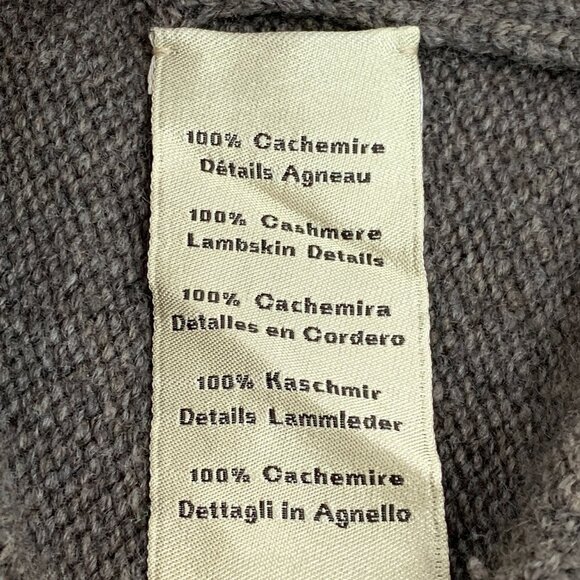 100% Cachemire
Détails Agneau
100% Cashmere
Lambskin Details
100% Cachemira
Detalles en Cordero
100% Kaschmir
Details Lammleder
100% Cachemire
Dettagli in Agnello